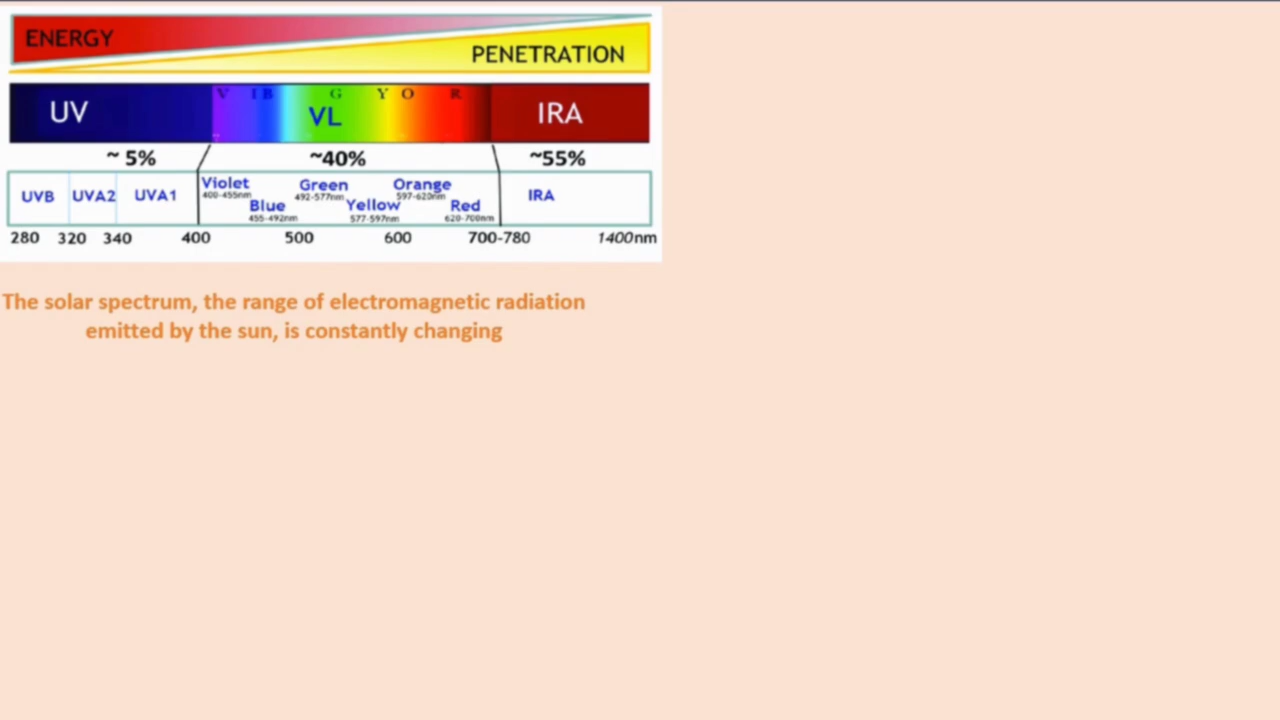 ENERGY
PENETRATION
V I B G Y O R
UV VL IRA
~ 5% ~40% ~55%
UVB UVA2 UVA1 Violet Green Orange IRA
400-455nm 492-577nm 597-620nm
Blue Yellow Red
455-492nm 577-597nm 620-700nm
280 320 340 400 500 600 700-780 1400nm
The solar spectrum, the range of electromagnetic radiation
emitted by the sun, is constantly changing